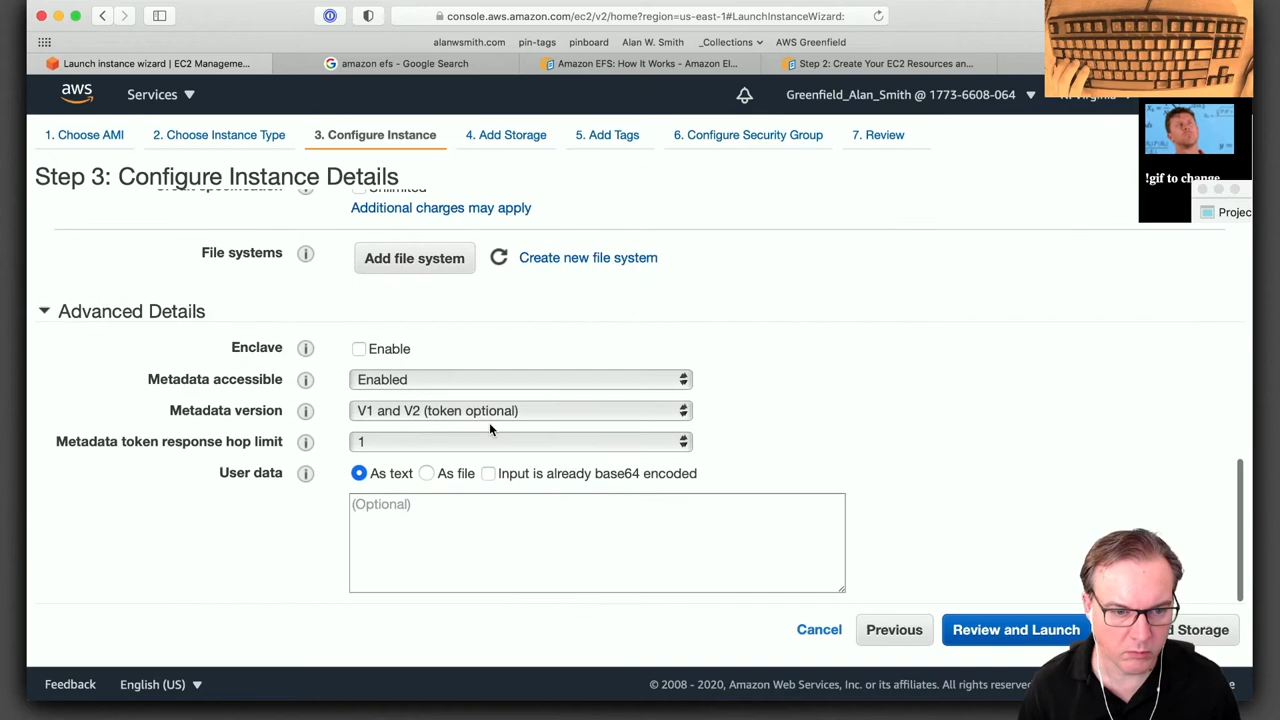 console.aws.amazon.com/ec2/v2/home?region=us-east-1#LaunchInstanceWizard:
alanwsmith.com pin-tags pinboard Alan W. Smith _Collections AWS Greenfield
Launch instance wizard | EC2 Manageme... amazon efs - Google Search Amazon EFS: How It Works - Amazon El... Step 2: Create Your EC2 Resources an...
aws Services Greenfield_Alan_Smith @ 1773-6608-064
1. Choose AMI 2. Choose Instance Type 3. Configure Instance 4. Add Storage 5. Add Tags 6. Configure Security Group 7. Review
Step 3: Configure Instance Details
!gif to change
Additional charges may apply
Projec
File systems Add file system Create new file system
Advanced Details
Enclave Enable
Metadata accessible Enabled
Metadata version V1 and V2 (token optional)
Metadata token response hop limit 1
User data As text As file Input is already base64 encoded
(Optional)
Cancel Previous Review and Launch Storage
Feedback English (US) © 2008 - 2020, Amazon Web Services, Inc. or its affiliates. All rights reserve